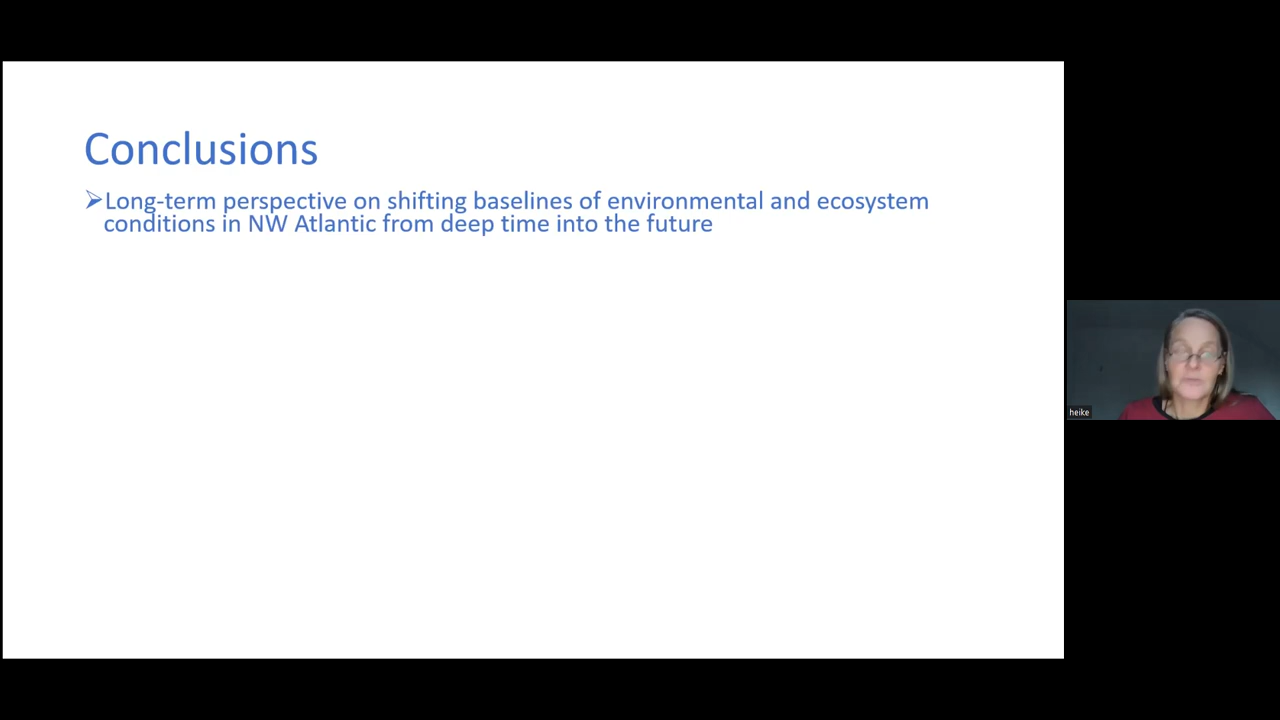 Conclusions
➢Long-term perspective on shifting baselines of environmental and ecosystem
conditions in NW Atlantic from deep time into the future
heike